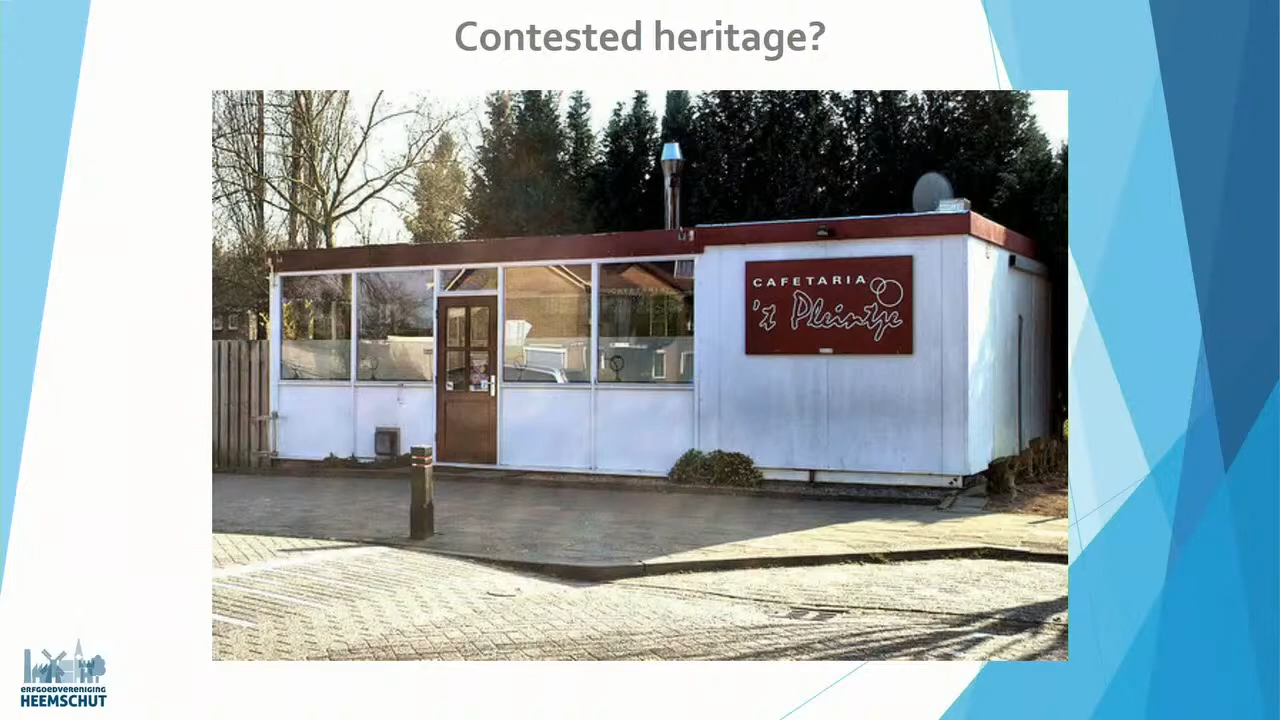 Contested heritage?
CAFETARIA
't Pleintje
ERFGOEDVERENIGING
HEEMSCHUT